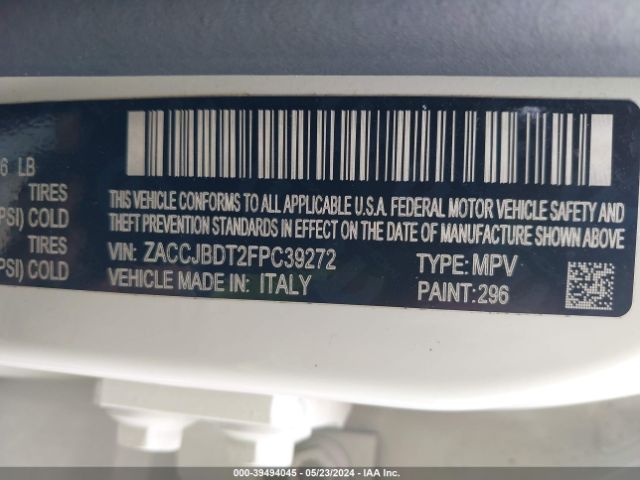 6 LB
TIRES
PSI) COLD
TIRES
PSI) COLD
THIS VEHICLE CONFORMS TO ALL APPLICABLE U.S.A. FEDERAL MOTOR VEHICLE SAFETY AND
THEFT PREVENTION STANDARDS IN EFFECT ON THE DATE OF MANUFACTURE SHOWN ABOVE
VIN: ZACCJBDT2FPC39272 TYPE: MPV
VEHICLE MADE IN: ITALY PAINT:296
000-39494045 - 05/23/2024 - IAA Inc.